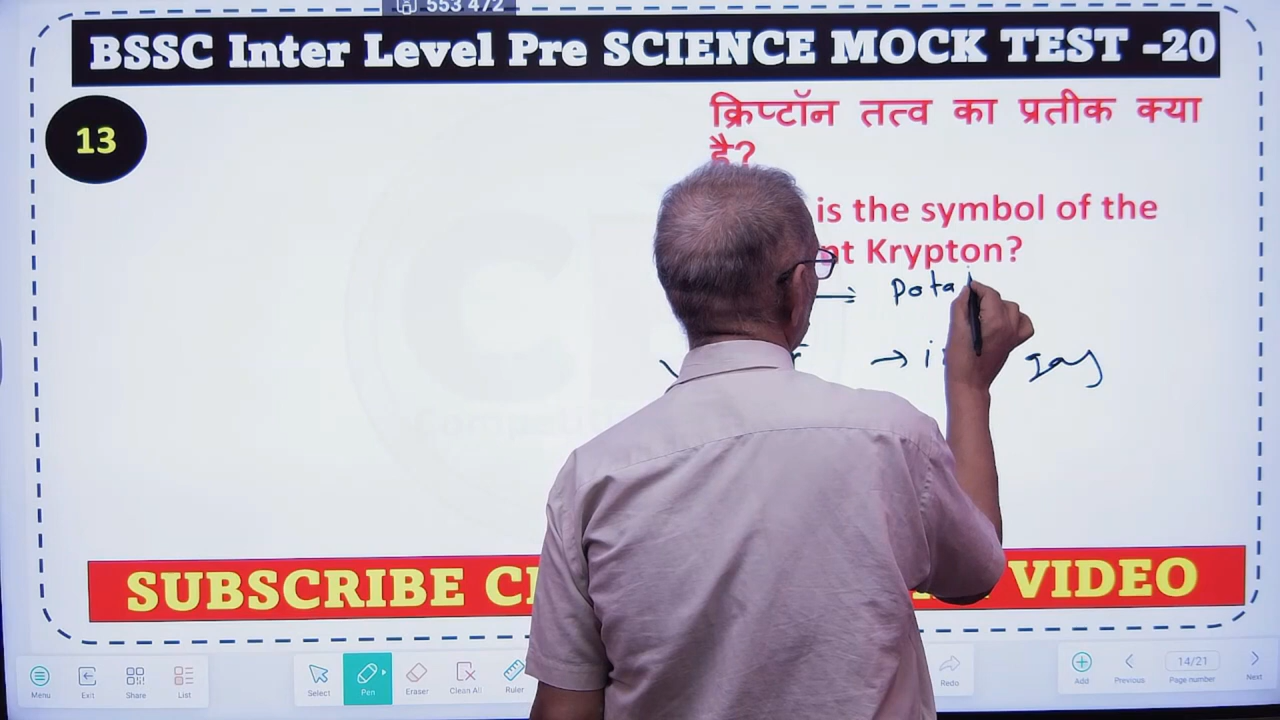 553 472
BSSC Inter Level Pre SCIENCE MOCK TEST -20
13
क्रिप्टॉन तत्व का प्रतीक क्या
है?
is the symbol of the
Krypton?
→ Pota
→ gas
SUBSCRIBE VIDEO
Menu Exit Share List Select Pen Eraser Clean All Ruler Redo Add Previous 14/21 Page number Next